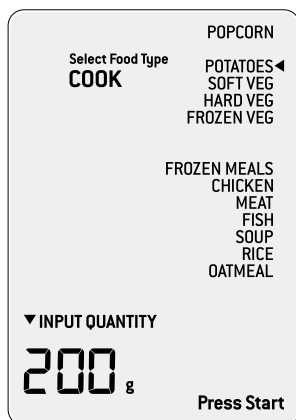 POPCORN
Select Food Type
COOK
POTATOES◀
SOFT VEG
HARD VEG
FROZEN VEG
FROZEN MEALS
CHICKEN
MEAT
FISH
SOUP
RICE
OATMEAL
▼INPUT QUANTITY
200 g
Press Start